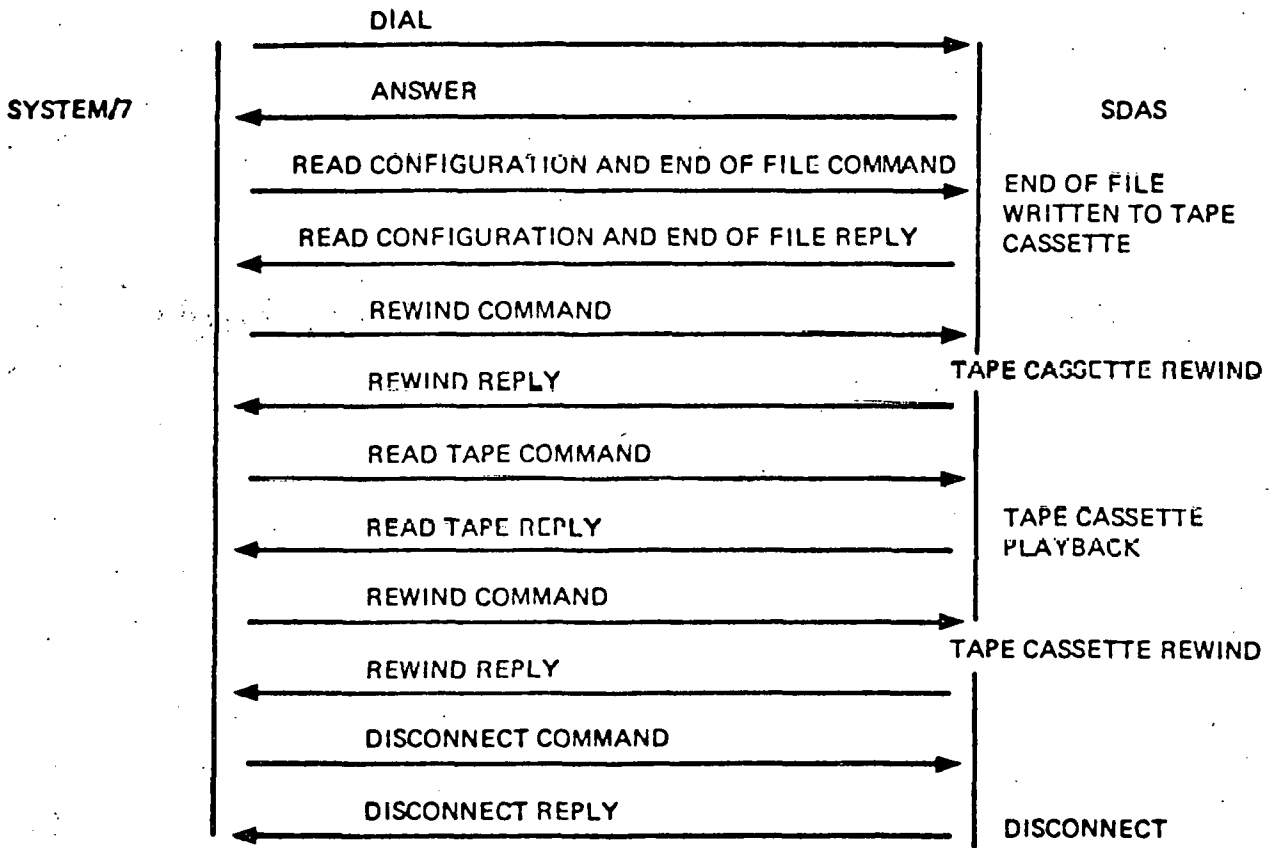 DIAL
ANSWER
SYSTEM/7
SDAS
READ CONFIGURATION AND END OF FILE COMMAND
END OF FILE
WRITTEN TO TAPE
CASSETTE
READ CONFIGURATION AND END OF FILE REPLY
REWIND COMMAND
TAPE CASSETTE REWIND
REWIND REPLY
READ TAPE COMMAND
READ TAPE REPLY
TAPE CASSETTE
PLAYBACK
REWIND COMMAND
TAPE CASSETTE REWIND
REWIND REPLY
DISCONNECT COMMAND
DISCONNECT REPLY
DISCONNECT